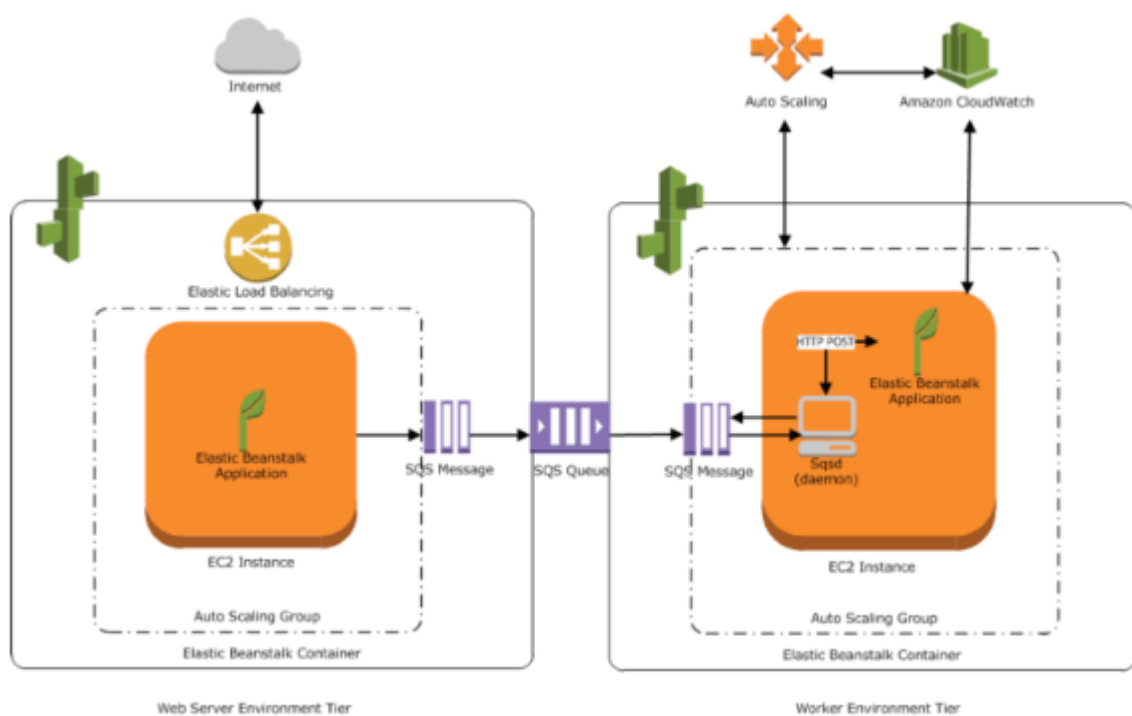 Internet
Auto Scaling
Amazon CloudWatch
Elastic Load Balancing
HTTP POST
Elastic Beanstalk
Application
Elastic Beanstalk
Application
SQS Message
SQS Queue
SQS Message
Sqsd
(daemon)
EC2 Instance
EC2 Instance
Auto Scaling Group
Auto Scaling Group
Elastic Beanstalk Container
Elastic Beanstalk Container
Web Server Environment Tier
Worker Environment Tier